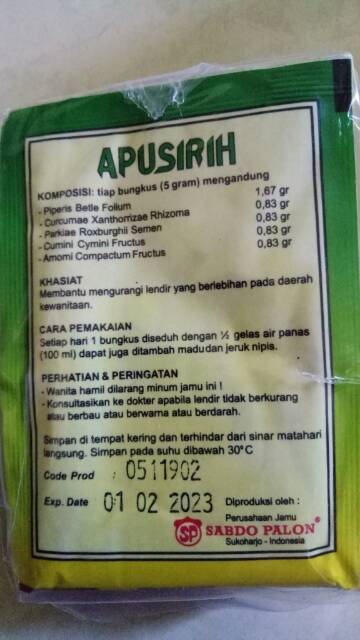 APUSIRIH
KOMPOSISI: tiap bungkus (5 gram) mengandung
- Piperis Betle Folium 1,67 gr
- Curcumae Xanthorrizae Rhizoma 0,83 gr
- Parkiae Roxburghii Semen 0,83 gr
- Cumini Cymini Fructus 0,83 gr
- Amomi Compactum Fructus 0,83 gr
KHASIAT
Membantu mengurangi lendir yang berlebihan pada daerah
kewanitaan.
CARA PEMAKAIAN
Setiap hari 1 bungkus diseduh dengan ½ gelas air panas
(100 ml) dapat juga ditambah madu dan jeruk nipis.
PERHATIAN & PERINGATAN
- Wanita hamil dilarang minum jamu ini !
- Konsultasikan ke dokter apabila lendir tidak berkurang
atau berbau atau berwarna atau berdarah.
Simpan di tempat kering dan terhindar dari sinar matahari
langsung. Simpan pada suhu dibawah 30°C
Code Prod : 0511902
Exp. Date 01 02 2023 Diproduksi oleh :
Perusahaan Jamu
SP SABDO PALON®
Sukoharjo - Indonesia